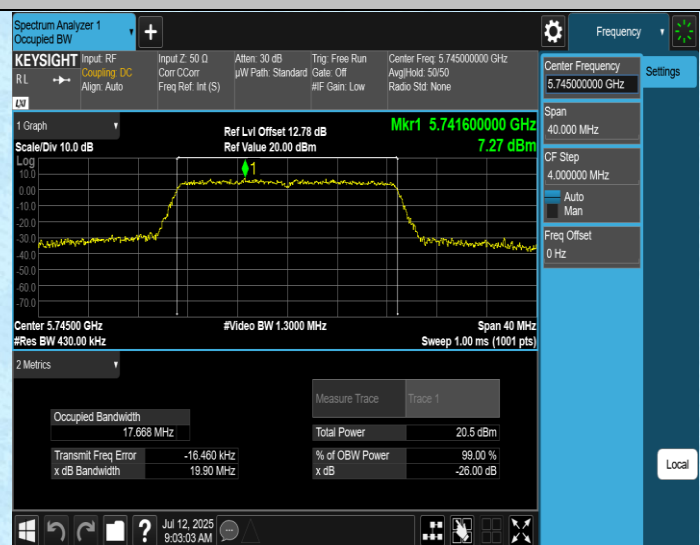 Spectrum Analyzer 1
Occupied BW
+
Frequency
KEYSIGHT
RL
LXI
Input: RF
Coupling: DC
Align: Auto
Input Z: 50 Ω
Corr CCorr
Freq Ref: Int (S)
Atten: 30 dB
µW Path: Standard
Trig: Free Run
Gate: Off
#IF Gain: Low
Center Freq: 5.745000000 GHz
Avg|Hold: 50/50
Radio Std: None
Center Frequency
5.745000000 GHz
Settings
Span
40.000 MHz
CF Step
4.000000 MHz
Auto
Man
Freq Offset
0 Hz
1 Graph
Scale/Div 10.0 dB
Ref Lvl Offset 12.78 dB
Ref Value 20.00 dBm
Mkr1 5.741600000 GHz
7.27 dBm
Log
10.0
0.00
-10.0
-20.0
-30.0
-40.0
-50.0
-60.0
-70.0
1
Center 5.74500 GHz
#Res BW 430.00 kHz
#Video BW 1.3000 MHz
Span 40 MHz
Sweep 1.00 ms (1001 pts)
2 Metrics
Measure Trace Trace 1
Occupied Bandwidth
17.668 MHz
Total Power 20.5 dBm
Transmit Freq Error -16.460 kHz
% of OBW Power 99.00 %
x dB Bandwidth 19.90 MHz
x dB -26.00 dB
Local
?
Jul 12, 2025
9:03:03 AM